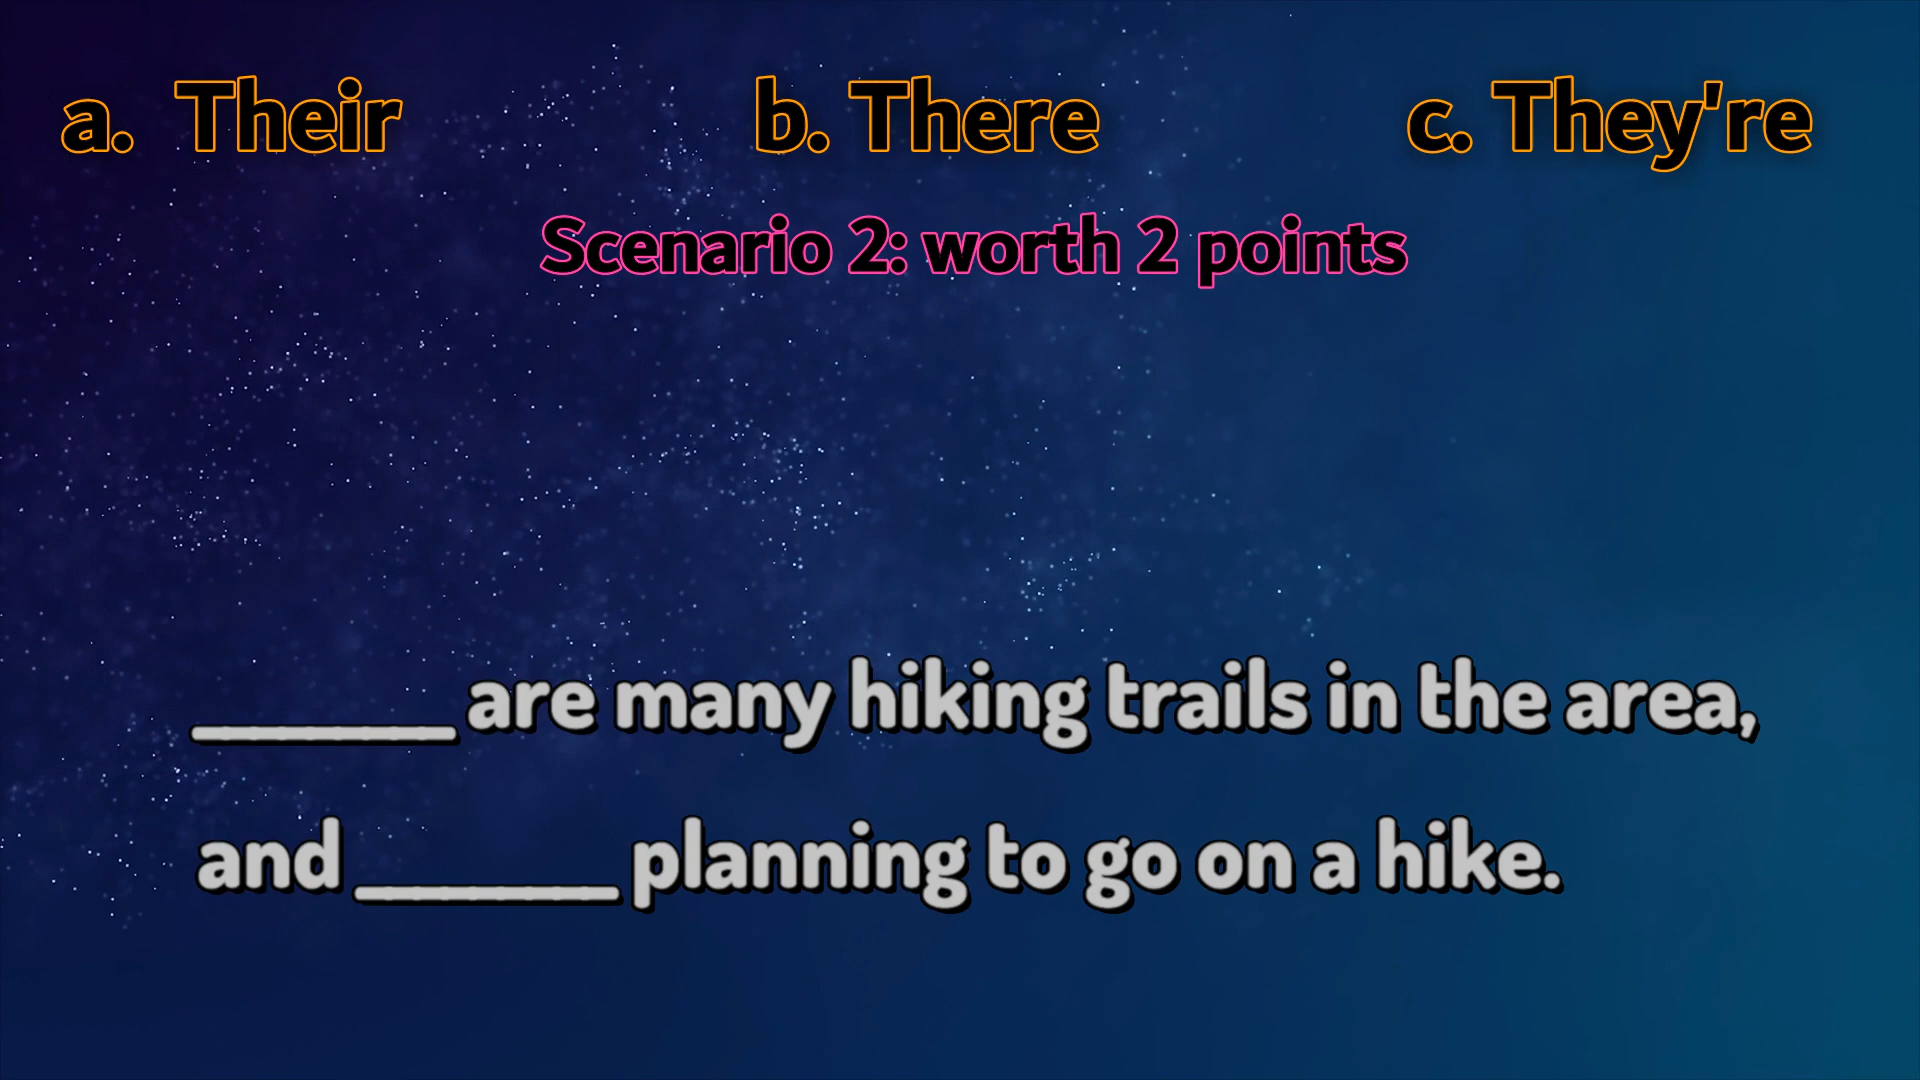 a. Their b. There c. They're
Scenario 2: worth 2 points
______ are many hiking trails in the area,
and ______ planning to go on a hike.